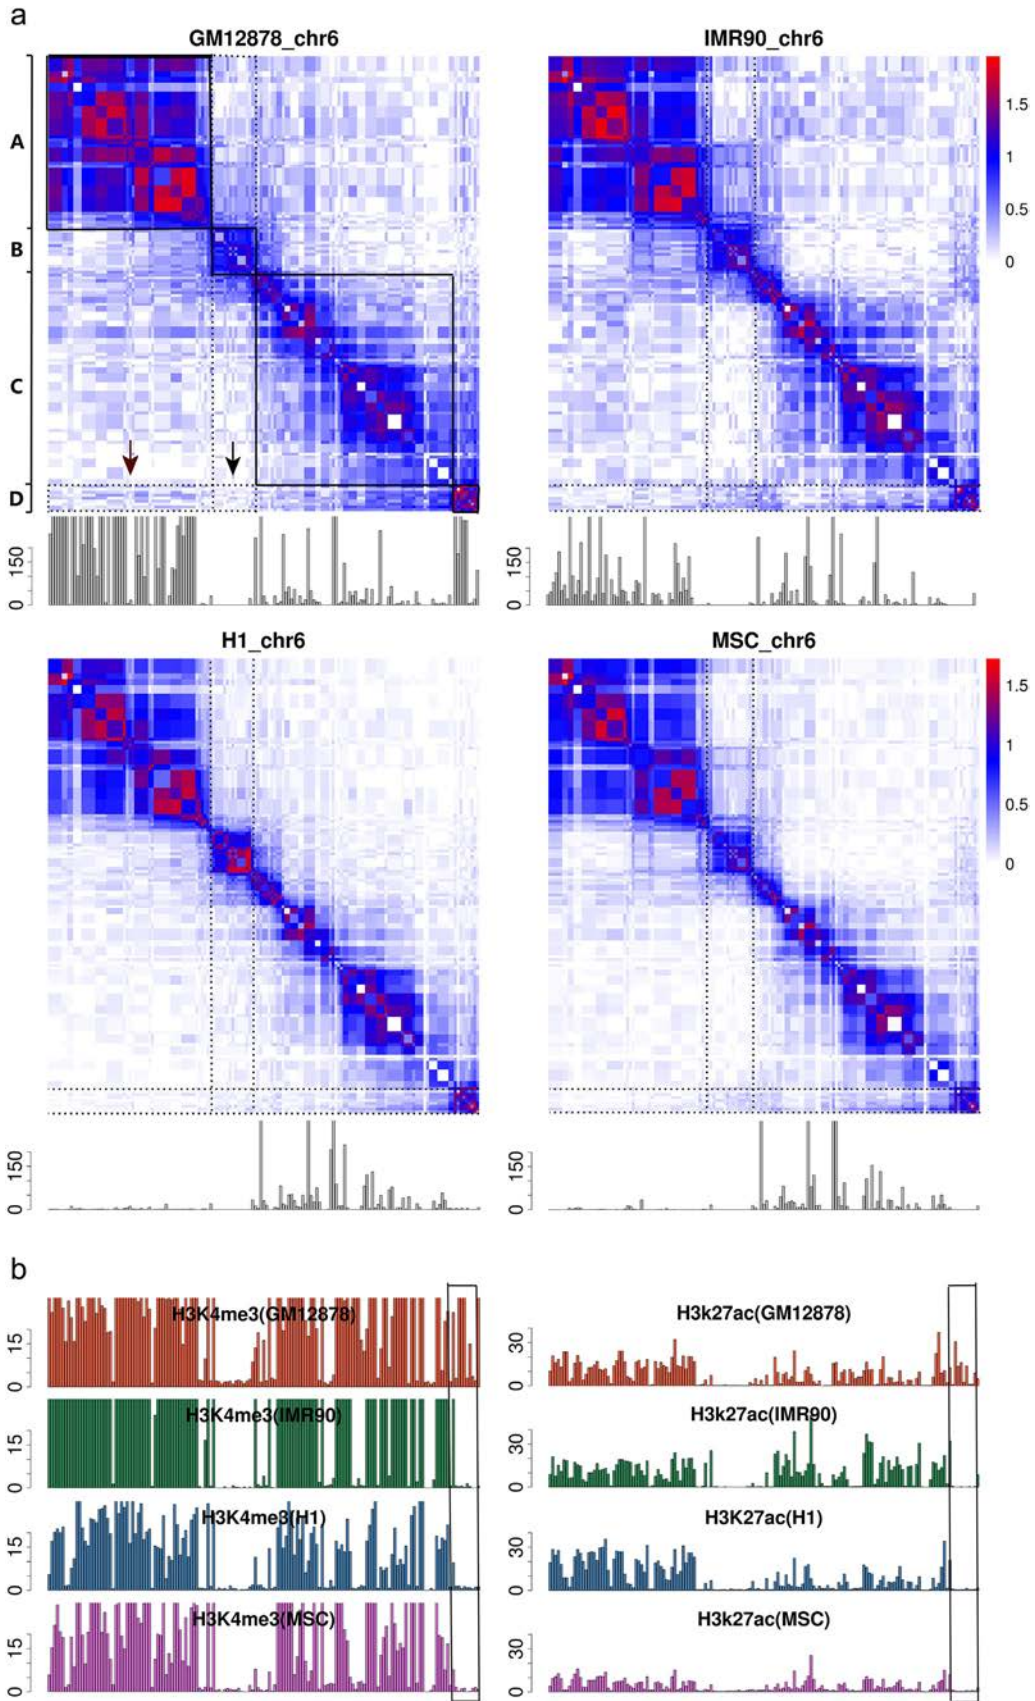 a
GM12878_chr6
IMR90_chr6
A
B
C
D
1.5
1
0.5
0
150
0
150
0
H1_chr6
MSC_chr6
1.5
1
0.5
0
150
0
150
0
b
H3K4me3(GM12878)
15
0
H3k27ac(GM12878)
30
0
H3K4me3(IMR90)
15
0
H3k27ac(IMR90)
30
0
H3K4me3(H1)
15
0
H3K27ac(H1)
30
0
H3K4me3(MSC)
15
0
H3k27ac(MSC)
30
0